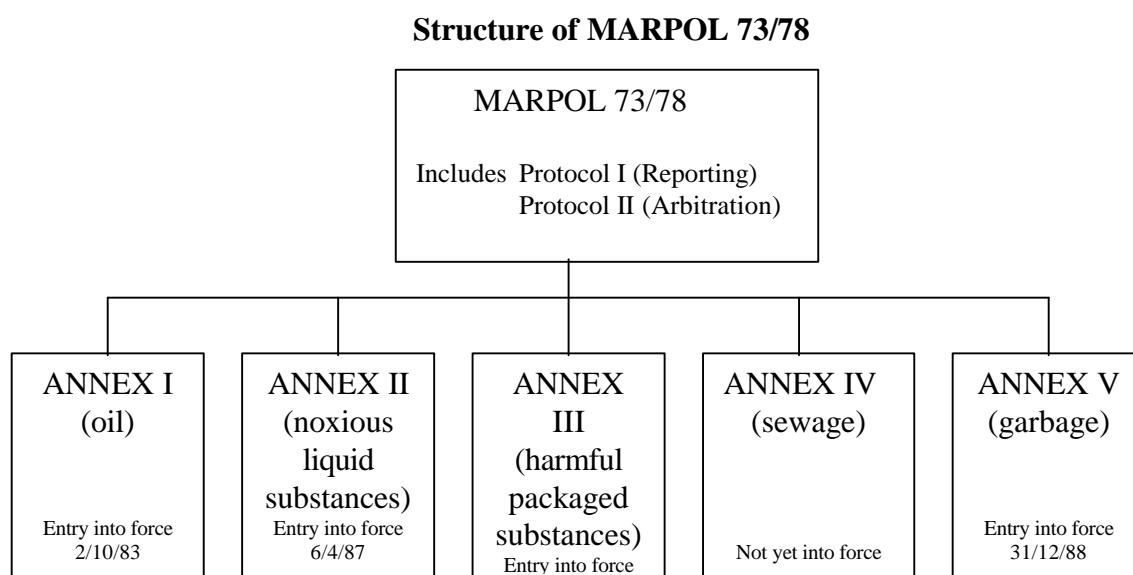 Structure of MARPOL 73/78
MARPOL 73/78
Includes Protocol I (Reporting)
Protocol II (Arbitration)
ANNEX I
(oil)
Entry into force
2/10/83
ANNEX II
(noxious
liquid
substances)
Entry into force
6/4/87
ANNEX
III
(harmful
packaged
substances)
Entry into force
ANNEX IV
(sewage)
Not yet into force
ANNEX V
(garbage)
Entry into force
31/12/88